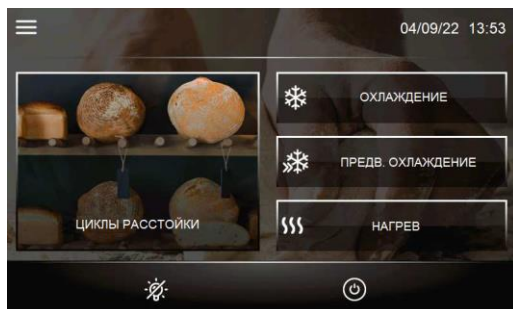 04/09/22 13:53
ОХЛАЖДЕНИЕ
ПРЕДВ. ОХЛАЖДЕНИЕ
ЦИКЛЫ РАССТОЙКИ
НАГРЕВ